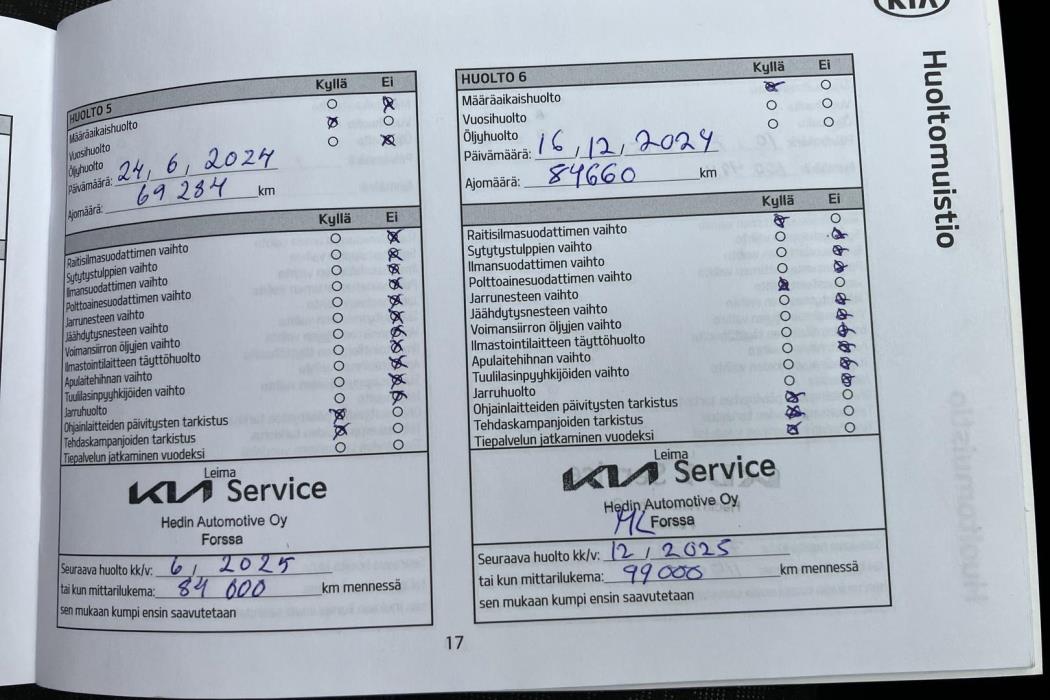 KIA
Huoltomuistio
HUOLTO 5 Kyllä Ei
Määräaikaishuolto
Vuosihuolto
Öljyhuolto
Päivämäärä: 24, 6, 2024
Ajomäärä: 69 284 km
Kyllä Ei
Raitisilmasuodattimen vaihto
Sytytystulppien vaihto
Ilmansuodattimen vaihto
Polttoainesuodattimen vaihto
Jarrunesteen vaihto
Jäähdytysnesteen vaihto
Voimansiirron öljyjen vaihto
Ilmastointilaitteen täyttöhuolto
Apulaitehihnan vaihto
Tuulilasinpyyhkijöiden vaihto
Jarruhuolto
Ohjainlaitteiden päivitysten tarkistus
Tehdaskampanjoiden tarkistus
Tiepalvelun jatkaminen vuodeksi
Leima
KIA Service
Hedin Automotive Oy
Forssa
Seuraava huolto kk/v: 6, 2025
tai kun mittarilukema: 84 000 km mennessä
sen mukaan kumpi ensin saavutetaan
HUOLTO 6 Kyllä Ei
Määräaikaishuolto
Vuosihuolto
Öljyhuolto
Päivämäärä: 16, 12, 2024
Ajomäärä: 84660 km
Kyllä Ei
Raitisilmasuodattimen vaihto
Sytytystulppien vaihto
Ilmansuodattimen vaihto
Polttoainesuodattimen vaihto
Jarrunesteen vaihto
Jäähdytysnesteen vaihto
Voimansiirron öljyjen vaihto
Ilmastointilaitteen täyttöhuolto
Apulaitehihnan vaihto
Tuulilasinpyyhkijöiden vaihto
Jarruhuolto
Ohjainlaitteiden päivitysten tarkistus
Tehdaskampanjoiden tarkistus
Tiepalvelun jatkaminen vuodeksi
Leima
KIA Service
Hedin Automotive Oy
ML Forssa
Seuraava huolto kk/v: 12, 2025
tai kun mittarilukema: 99000 km mennessä
sen mukaan kumpi ensin saavutetaan
17